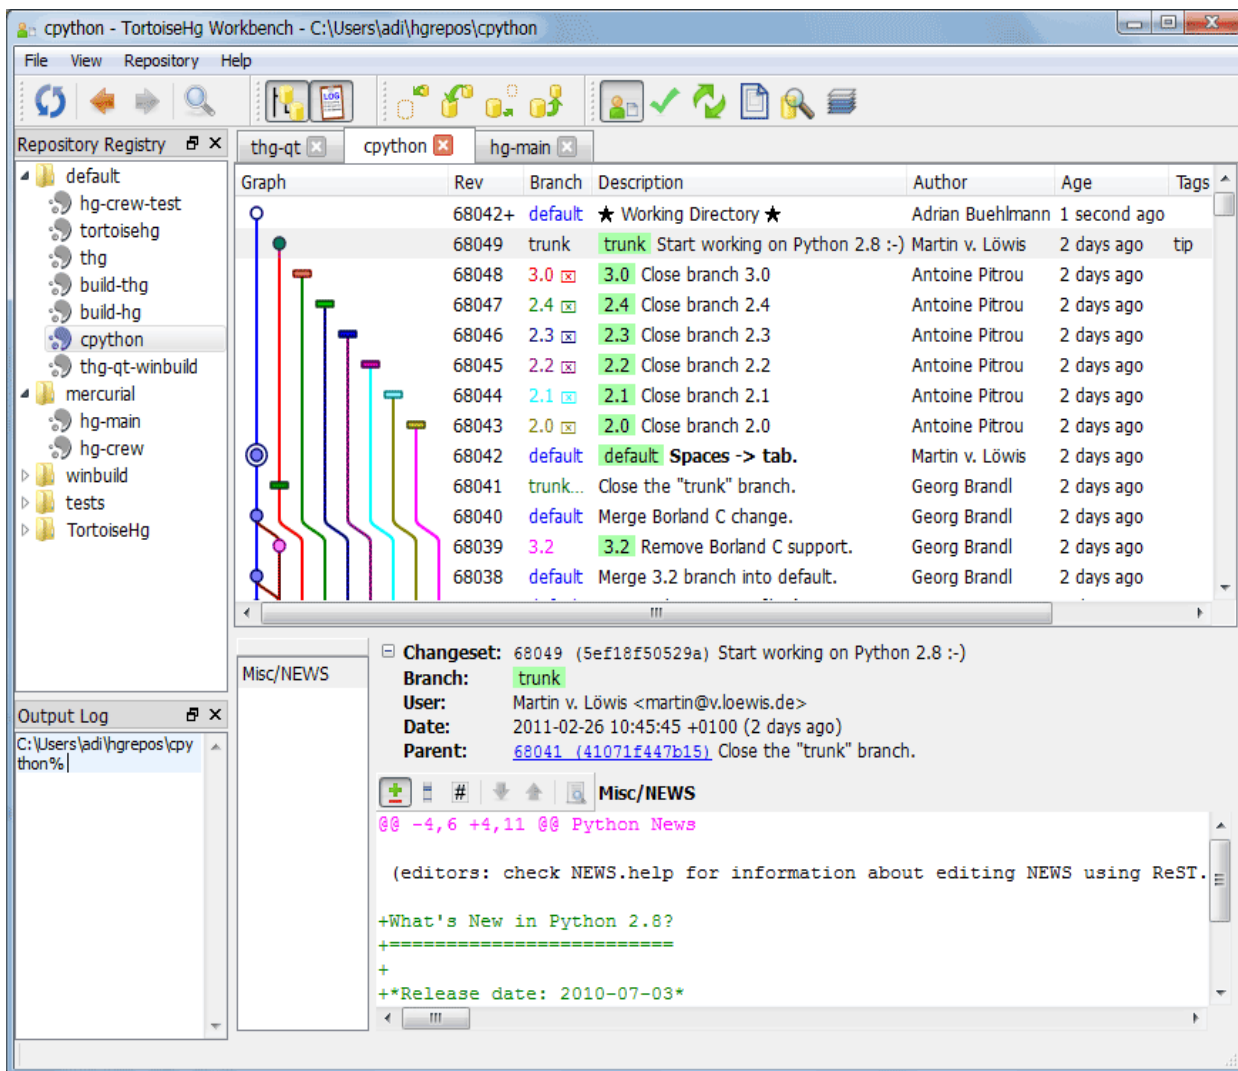 cpython - TortoiseHg Workbench - C:\Users\adi\hgrepos\cpython
File View Repository Help
LOG
Repository Registry
default
hg-crew-test
tortoisehg
thg
build-thg
build-hg
cpython
thg-qt-winbuild
mercurial
hg-main
hg-crew
winbuild
tests
TortoiseHg
Output Log
C:\Users\adi\hgrepos\cpy
thon%
thg-qt cpython hg-main
Graph Rev Branch Description Author Age Tags
68042+ default ★ Working Directory ★ Adrian Buehlmann 1 second ago
68049 trunk trunk Start working on Python 2.8 :-) Martin v. Löwis 2 days ago tip
68048 3.0 3.0 Close branch 3.0 Antoine Pitrou 2 days ago
68047 2.4 2.4 Close branch 2.4 Antoine Pitrou 2 days ago
68046 2.3 2.3 Close branch 2.3 Antoine Pitrou 2 days ago
68045 2.2 2.2 Close branch 2.2 Antoine Pitrou 2 days ago
68044 2.1 2.1 Close branch 2.1 Antoine Pitrou 2 days ago
68043 2.0 2.0 Close branch 2.0 Antoine Pitrou 2 days ago
68042 default default Spaces -> tab. Martin v. Löwis 2 days ago
68041 trunk... Close the "trunk" branch. Georg Brandl 2 days ago
68040 default Merge Borland C change. Georg Brandl 2 days ago
68039 3.2 3.2 Remove Borland C support. Georg Brandl 2 days ago
68038 default Merge 3.2 branch into default. Georg Brandl 2 days ago
Misc/NEWS
Changeset: 68049 (5ef18f50529a) Start working on Python 2.8 :-)
Branch: trunk
User: Martin v. Löwis <martin@v.loewis.de>
Date: 2011-02-26 10:45:45 +0100 (2 days ago)
Parent: 68041 (41071f447b15) Close the "trunk" branch.
# Misc/NEWS
@@ -4,6 +4,11 @@ Python News
(editors: check NEWS.help for information about editing NEWS using ReST.
+What's New in Python 2.8?
+=========================
+
+*Release date: 2010-07-03*